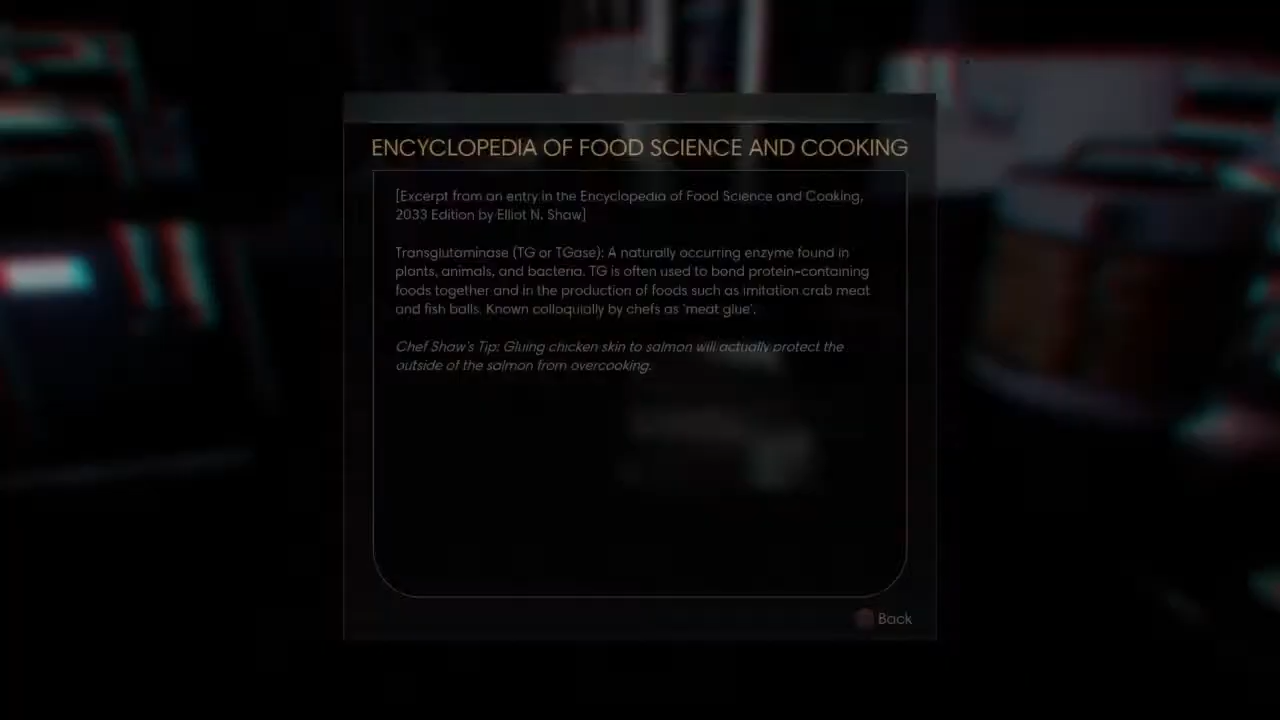 ENCYCLOPEDIA OF FOOD SCIENCE AND COOKING
[Excerpt from an entry in the Encyclopedia of Food Science and Cooking,
2033 Edition by Elliot N. Shaw]
Transglutaminase (TG or TGase): A naturally occurring enzyme found in
plants, animals, and bacteria. TG is often used to bond protein-containing
foods together and in the production of foods such as imitation crab meat
and fish balls. Known colloquially by chefs as 'meat glue'.
Chef Shaw's Tip: Gluing chicken skin to salmon will actually protect the
outside of the salmon from overcooking.
Back